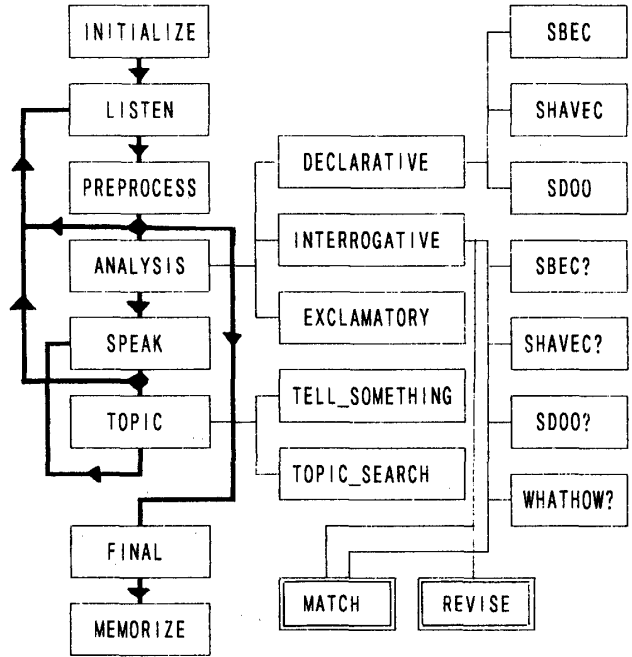 INITIALIZE
LISTEN
PREPROCESS
ANALYSIS
SPEAK
TOPIC
FINAL
MEMORIZE
DECLARATIVE
INTERROGATIVE
EXCLAMATORY
TELL_SOMETHING
TOPIC_SEARCH
MATCH
REVISE
SBEC
SHAVEC
SDOO
SBEC?
SHAVEC?
SDOO?
WHATHOW?